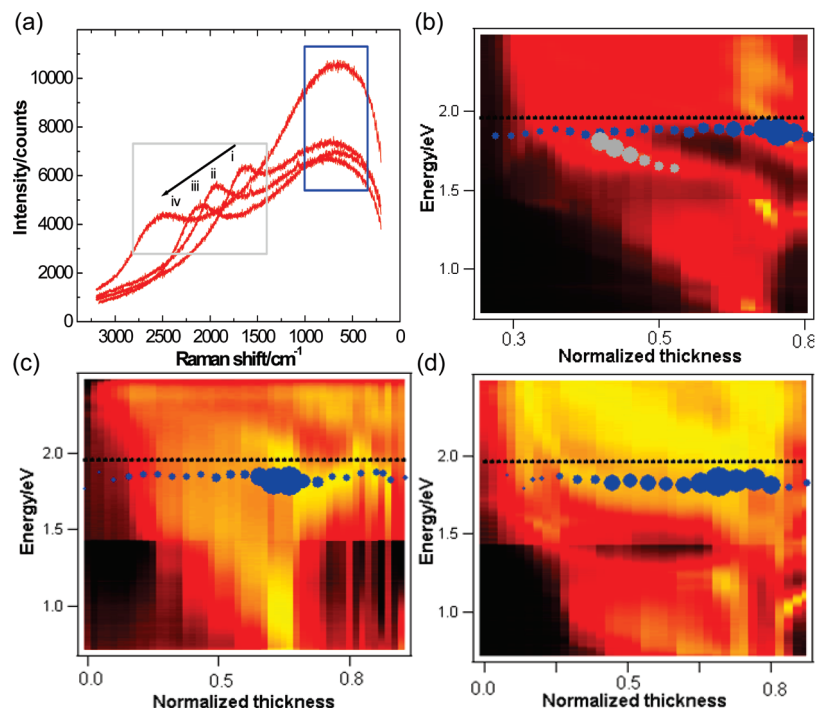 (a)
Intensity/counts
10000
8000
6000
4000
2000
0
i
ii
iii
iv
3000 2500 2000 1500 1000 500 0
Raman shift/cm-1
(b)
Energy/eV
2.0
1.5
1.0
0.3 0.5 0.8
Normalized thickness
(c)
Energy/eV
2.0
1.5
1.0
0.0 0.5 0.8
Normalized thickness
(d)
Energy/eV
2.0
1.5
1.0
0.0 0.5 0.8
Normalized thickness